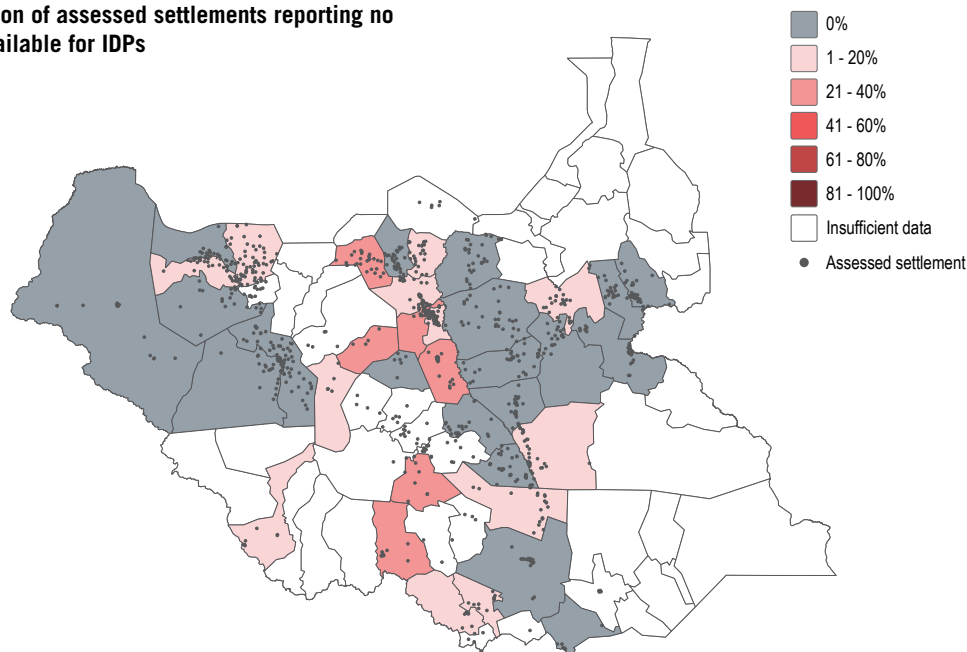 on of assessed settlements reporting no
ailable for IDPs
0%
1 - 20%
21 - 40%
41 - 60%
61 - 80%
81 - 100%
Insufficient data
Assessed settlement